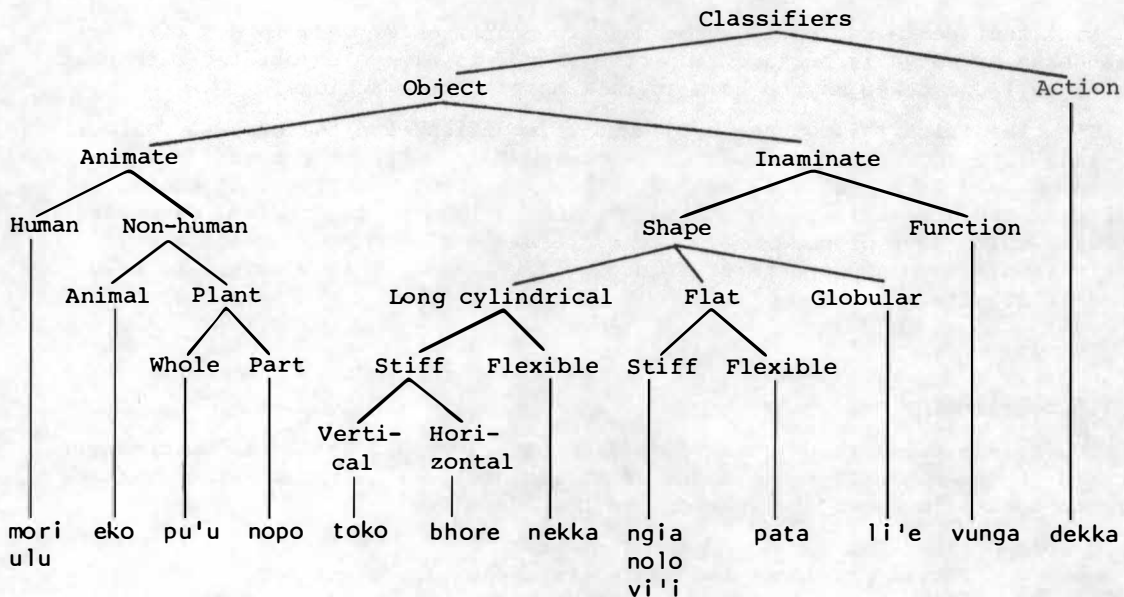 Classifiers
Object Action
Animate Inaminate
Human Non-human Shape Function
Animal Plant Long cylindrical Flat Globular
Whole Part Stiff Flexible Stiff Flexible
Verti- Hori-
cal zontal
mori eko pu'u nopo toko bhore nekka ngia pata li'e vunga dekka
ulu nolo
vi'i